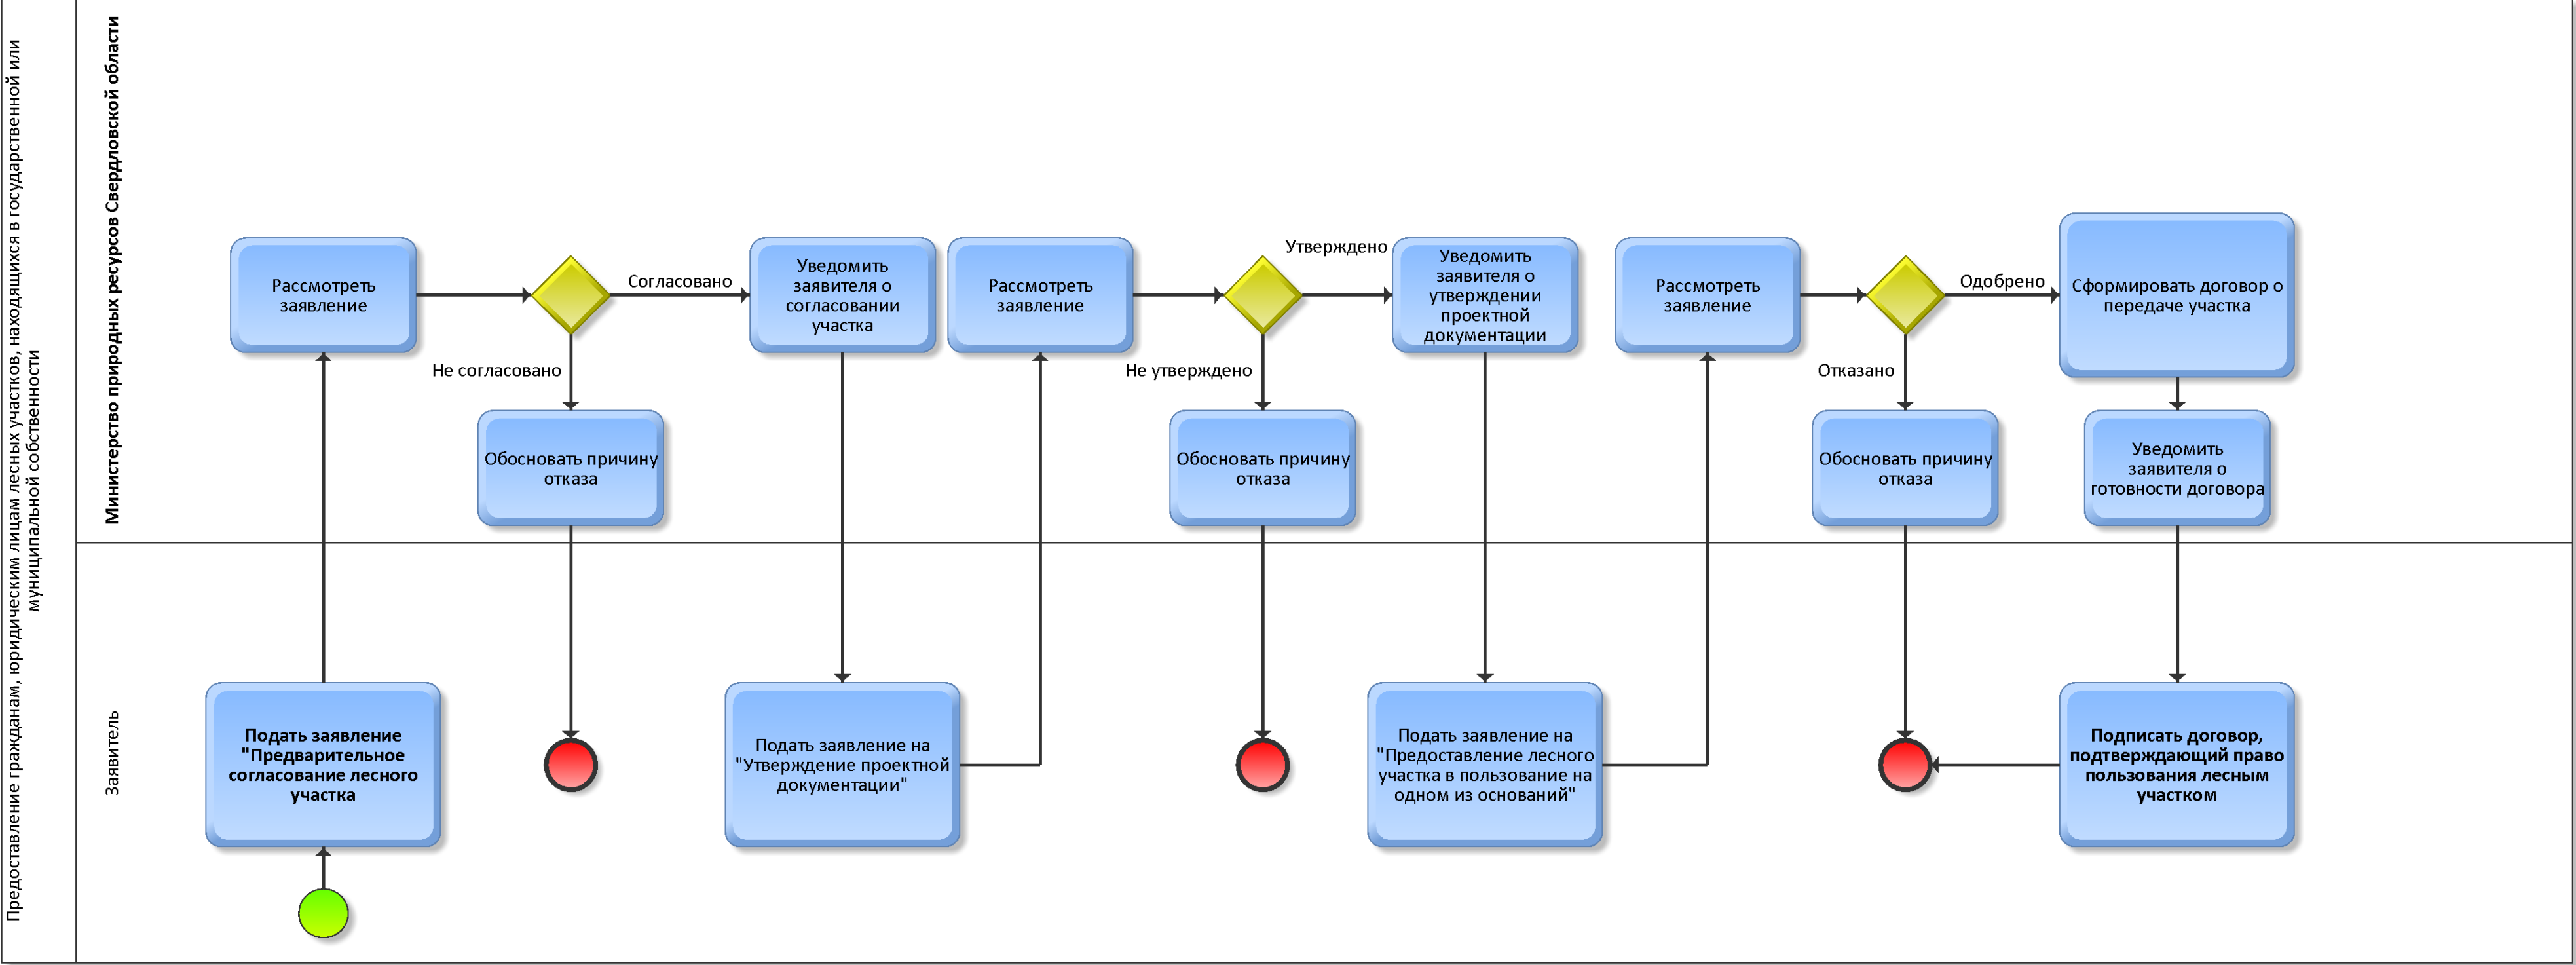 Предоставление гражданам, юридическим лицам лесных участков, находящихся в государственной или
муниципальной собственности
Министерство природных ресурсов Свердловской области
Рассмотреть
заявление
Согласовано
Не согласовано
Обосновать причину
отказа
Уведомить
заявителя о
согласовании
участка
Рассмотреть
заявление
Утверждено
Не утверждено
Обосновать причину
отказа
Уведомить
заявителя о
утверждении
проектной
документации
Рассмотреть
заявление
Одобрено
Отказано
Обосновать причину
отказа
Сформировать договор о
передаче участка
Уведомить
заявителя о
готовности договора
Заявитель
Подать заявление
"Предварительное
согласование лесного
участка
Подать заявление на
"Утверждение проектной
документации"
Подать заявление на
"Предоставление лесного
участка в пользование на
одном из оснований"
Подписать договор,
подтверждающий право
пользования лесным
участком